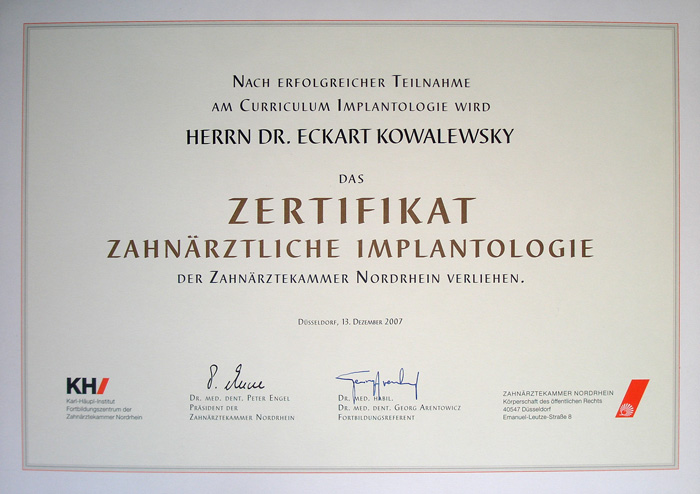 NACH ERFOLGREICHER TEILNAHME
AM CURRICULUM IMPLANTOLOGIE WIRD
HERRN DR. ECKART KOWALEWSKY
DAS
ZERTIFIKAT
ZAHNÄRZTLICHE IMPLANTOLOGIE
DER ZAHNÄRZTEKAMMER NORDRHEIN VERLIEHEN.
DÜSSELDORF, 13. DEZEMBER 2007
KHI
Karl-Häupl-Institut
Fortbildungszentrum der
Zahnärztekammer Nordrhein
DR. MED. DENT. PETER ENGEL
PRÄSIDENT DER
ZAHNÄRZTEKAMMER NORDRHEIN
DR. MED. HABIL.
DR. MED. DENT. GEORG ARENTOWICZ
FORTBILDUNGSREFERENT
ZAHNÄRZTEKAMMER NORDRHEIN
Körperschaft des öffentlichen Rechts
40547 Düsseldorf
Emanuel-Leutze-Straße 8